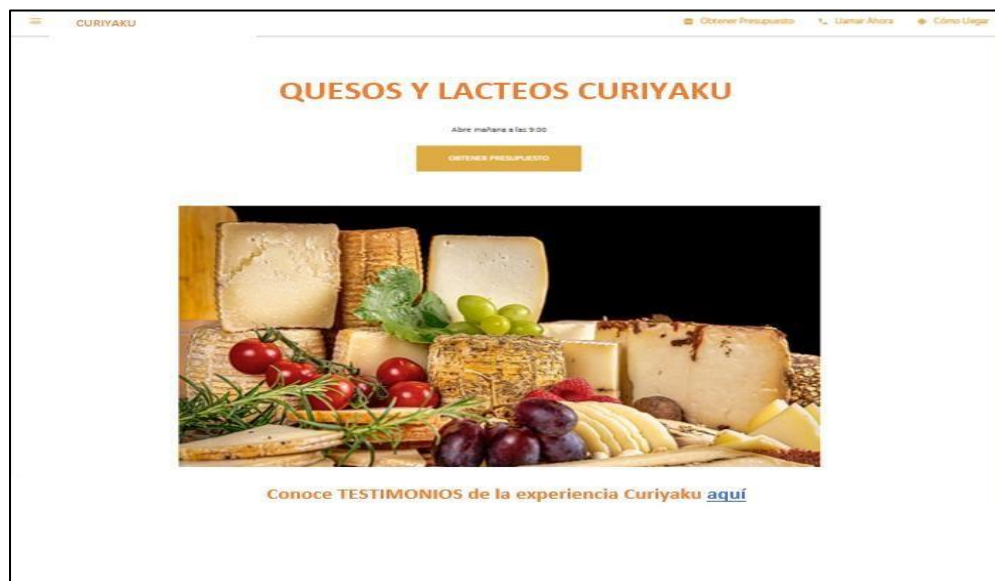 CURIYAKU
Obtener Presupuesto
Llamar Ahora
Cómo Llegar
QUESOS Y LACTEOS CURIYAKU
Abre mañana a las 9:00
OBTENER PRESUPUESTO
Conoce TESTIMONIOS de la experiencia Curiyaku aquí